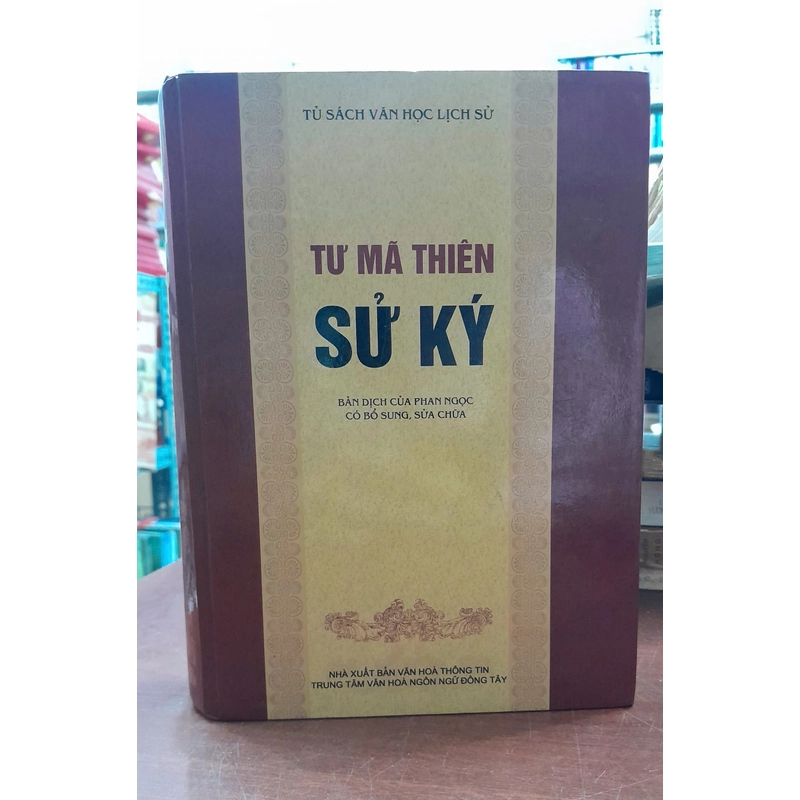 TỦ SÁCH VĂN HỌC LỊCH SỬ
TƯ MÃ THIÊN
SỬ KÝ
BẢN DỊCH CỦA PHAN NGỌC
CÓ BỔ SUNG, SỬA CHỮA
NHÀ XUẤT BẢN VĂN HOÁ THÔNG TIN
TRUNG TÂM VĂN HOÁ NGÔN NGỮ ĐÔNG TÂY